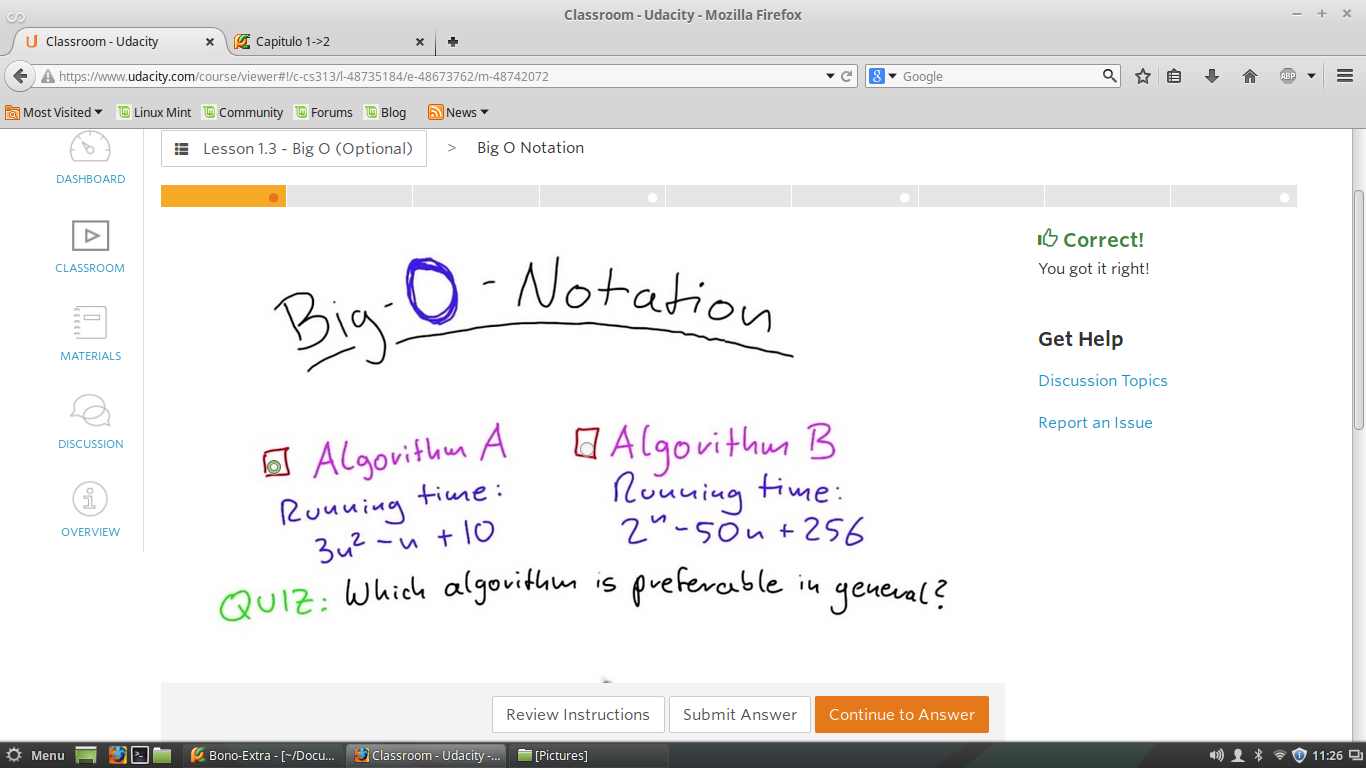 Classroom - Udacity - Mozilla Firefox
Classroom - Udacity
Capitulo 1->2
https://www.udacity.com/course/viewer#!/c-cs313/l-48735184/e-48673762/m-48742072
Google
ABP
Most Visited
Linux Mint
Community
Forums
Blog
News
DASHBOARD
CLASSROOM
MATERIALS
DISCUSSION
OVERVIEW
Lesson 1.3 - Big O (Optional) > Big O Notation
Big-O-Notation
Algorithm A
Running time:
3n² - n + 10
Algorithm B
Running time:
2ⁿ - 50n + 256
QUIZ: Which algorithm is preferable in general?
Correct!
You got it right!
Get Help
Discussion Topics
Report an Issue
Review Instructions
Submit Answer
Continue to Answer
Menu
Bono-Extra - [~/Docu...
Classroom - Udacity -...
[Pictures]
11:26